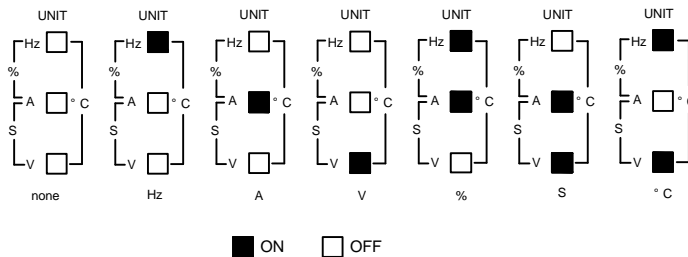 UNIT UNIT UNIT UNIT UNIT UNIT UNIT
Hz Hz Hz Hz Hz Hz Hz
% % % % % % %
A ° C A ° C A ° C A ° C A ° C A ° C A ° C
S S S S S S S
V V V V V V V
none Hz A V % S ° C
ON OFF